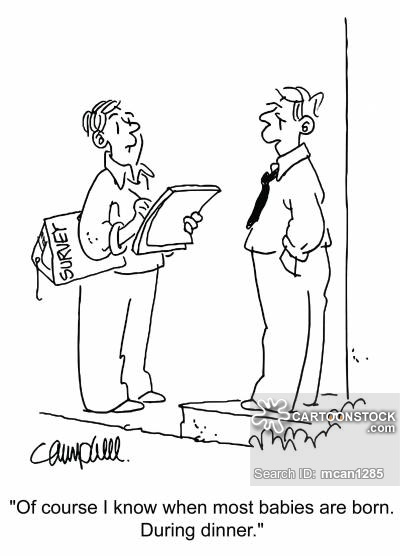 SURVEY
CARTOONSTOCK
.com
Search ID: mcan1285
Campbell.
"Of course I know when most babies are born.
During dinner."